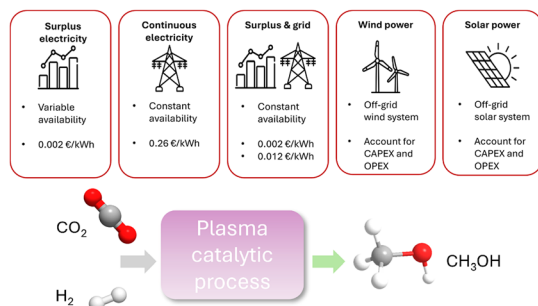 Surplus
electricity
• Variable
availability
• 0.002 €/kWh
Continuous
electricity
• Constant
availability
• 0.26 €/kWh
Surplus & grid
• Constant
availability
• 0.002 €/kWh
• 0.012 €/kWh
Wind power
• Off-grid
wind system
• Account for
CAPEX and
OPEX
Solar power
• Off-grid
solar system
• Account for
CAPEX and
OPEX
CO₂
H₂
Plasma
catalytic
process
CH₃OH